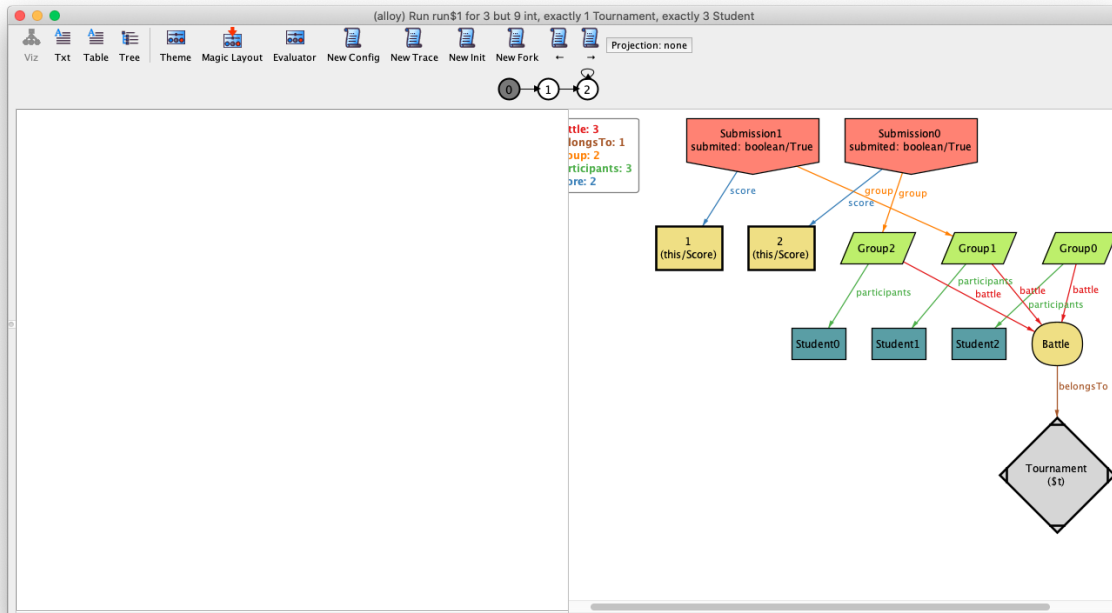 (alloy) Run run$1 for 3 but 9 int, exactly 1 Tournament, exactly 3 Student
Viz Txt Table Tree Theme Magic Layout Evaluator New Config New Trace New Init New Fork ← → Projection: none
0 1 2
ttle: 3
longsTo: 1
oup: 2
rticipants: 3
ore: 2
Submission1
submited: boolean/True
Submission0
submited: boolean/True
score
group
group
score
1
(this/Score)
2
(this/Score)
Group2
Group1
Group0
participants
participants
battle
battle
battle
participants
Student0
Student1
Student2
Battle
belongsTo
Tournament
($t)